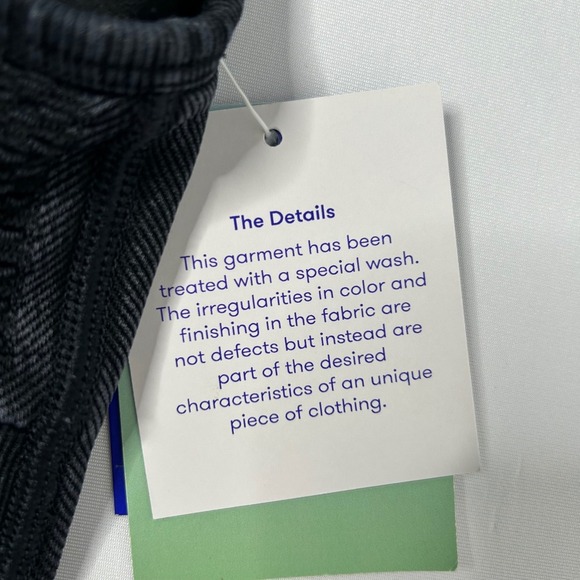 The Details
This garment has been
treated with a special wash.
The irregularities in color and
finishing in the fabric are
not defects but instead are
part of the desired
characteristics of an unique
piece of clothing.